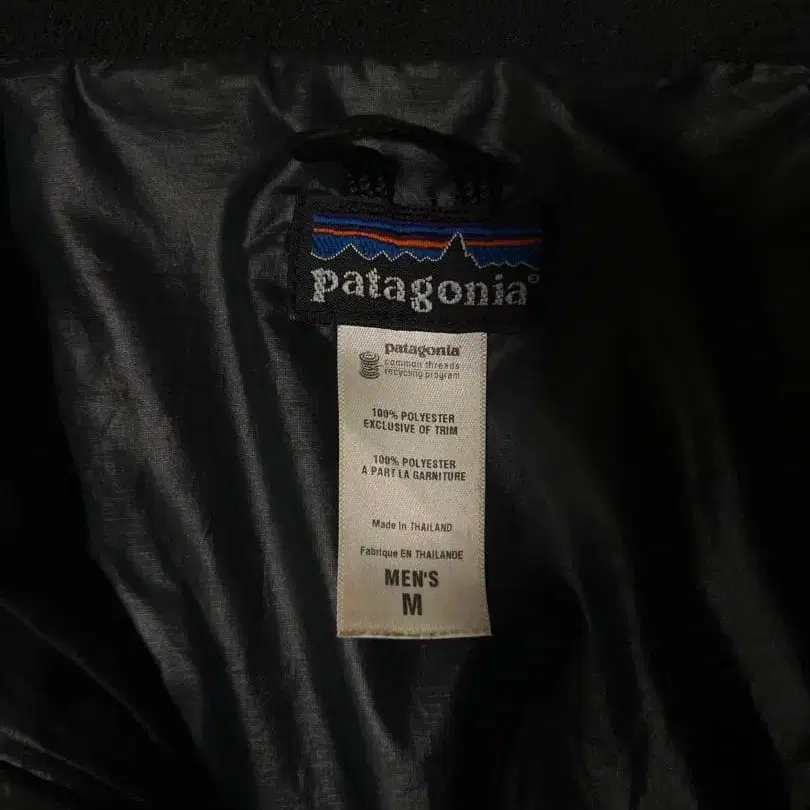 patagonia®
patagonia®
common threads
recycling program
100% POLYESTER
EXCLUSIVE OF TRIM
100% POLYESTER
A PART LA GARNITURE
Made in THAILAND
Fabrique EN THAILANDE
MEN'S
M